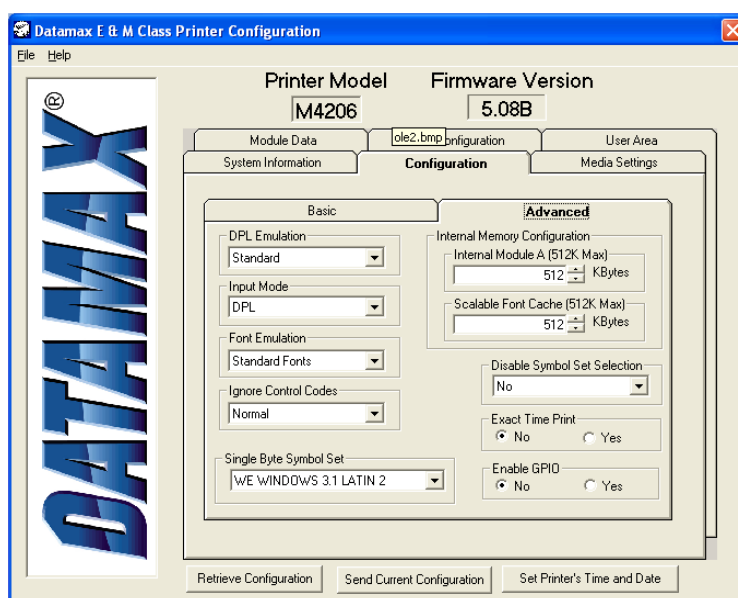 Datamax E & M Class Printer Configuration
File Help
DATAMAX®
Printer Model Firmware Version
M4206 5.08B
Module Data ole2.bmp onfiguration User Area
System Information Configuration Media Settings
Basic Advanced
DPL Emulation
Standard
Input Mode
DPL
Font Emulation
Standard Fonts
Ignore Control Codes
Normal
Single Byte Symbol Set
WE WINDOWS 3.1 LATIN 2
Internal Memory Configuration
Internal Module A (512K Max)
512 KBytes
Scalable Font Cache (512K Max)
512 KBytes
Disable Symbol Set Selection
No
Exact Time Print
No Yes
Enable GPIO
No Yes
Retrieve Configuration Send Current Configuration Set Printer's Time and Date